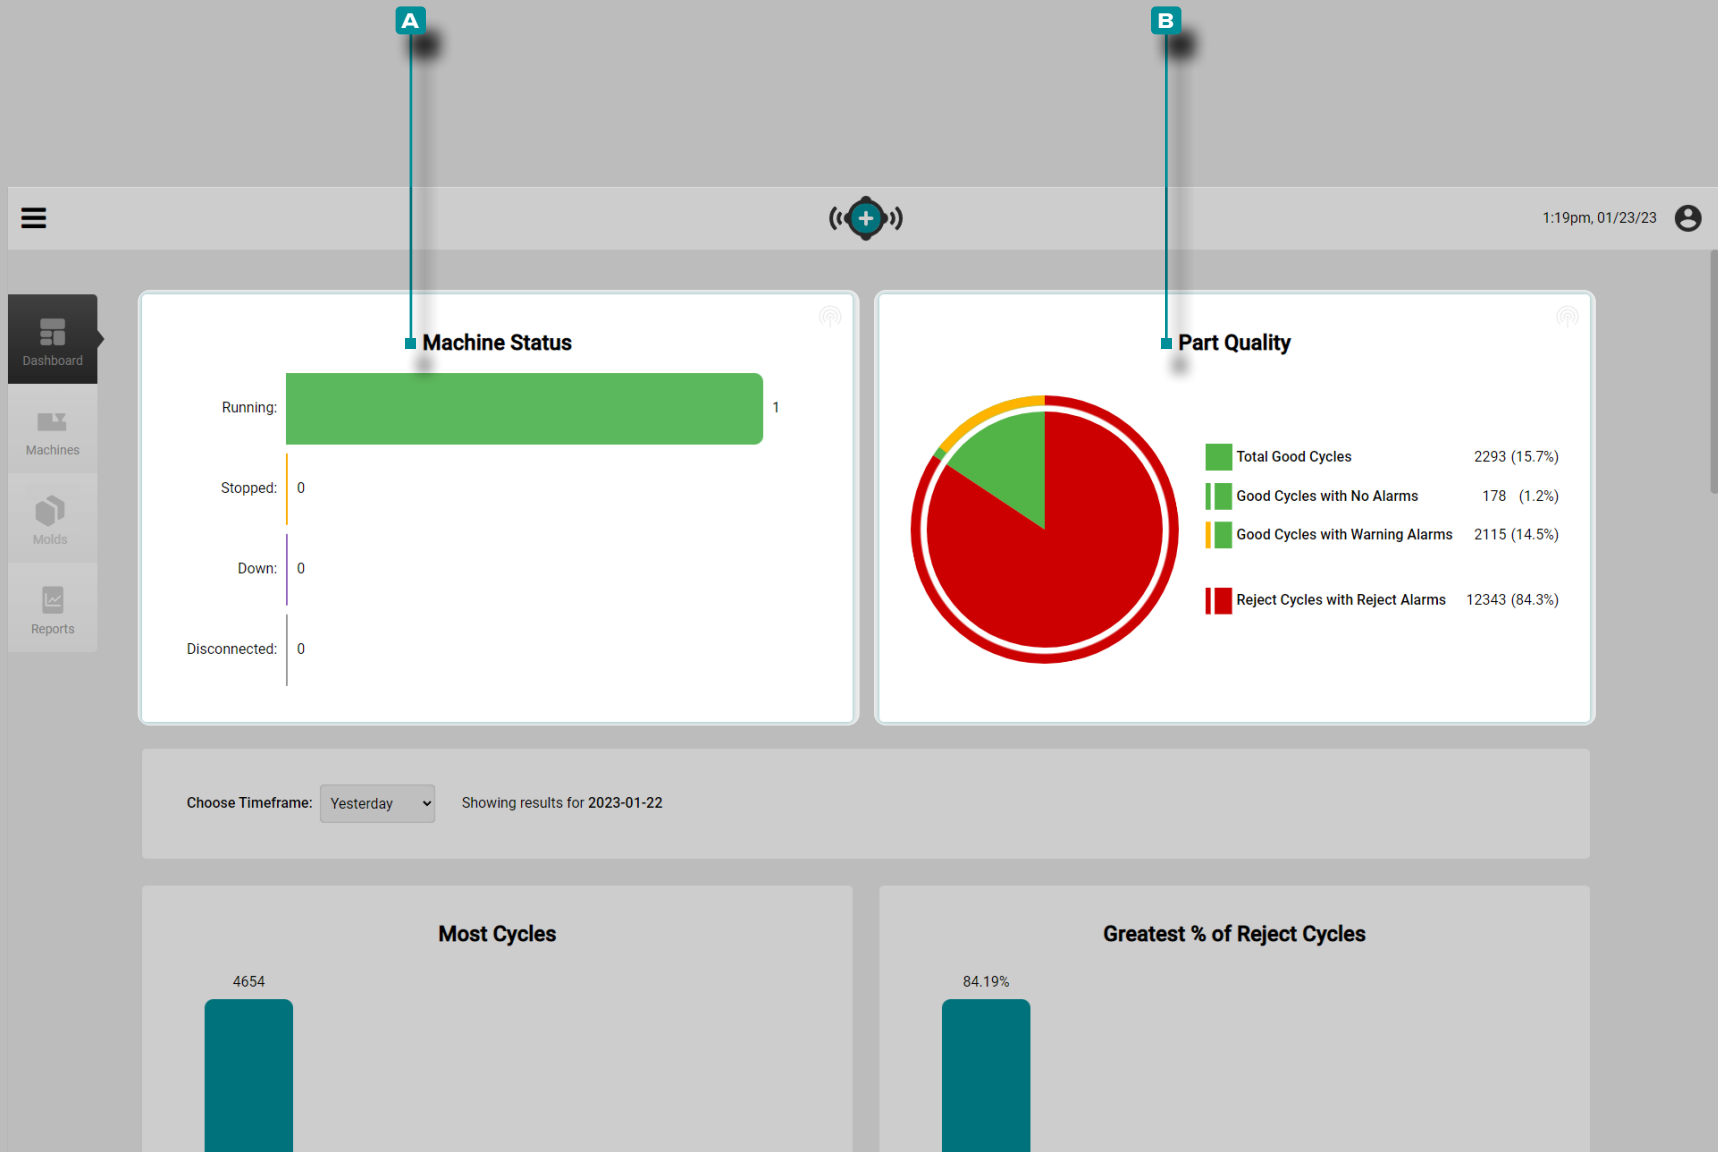 A
B
1:19pm, 01/23/23
Dashboard
Machines
Molds
Reports
Machine Status
Running: 1
Stopped: 0
Down: 0
Disconnected: 0
Part Quality
Total Good Cycles 2293 (15.7%)
Good Cycles with No Alarms 178 (1.2%)
Good Cycles with Warning Alarms 2115 (14.5%)
Reject Cycles with Reject Alarms 12343 (84.3%)
Choose Timeframe: Yesterday Showing results for 2023-01-22
Most Cycles
4654
Greatest % of Reject Cycles
84.19%